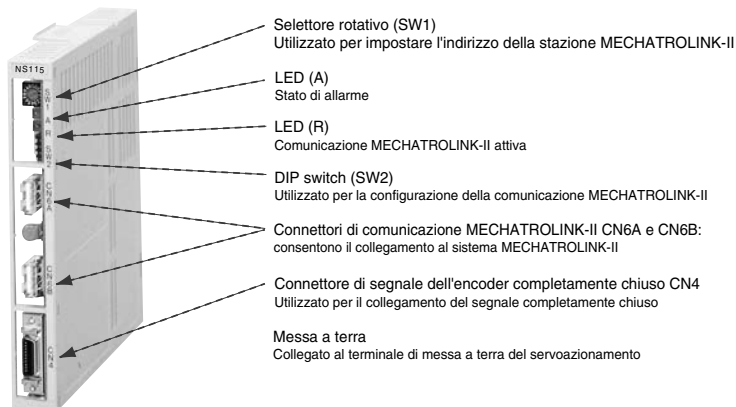 Selettore rotativo (SW1)
Utilizzato per impostare l'indirizzo della stazione MECHATROLINK-II
NS115
SW1
LED (A)
Stato di allarme
A
LED (R)
Comunicazione MECHATROLINK-II attiva
R
SW2
DIP switch (SW2)
Utilizzato per la configurazione della comunicazione MECHATROLINK-II
CN6A
Connettori di comunicazione MECHATROLINK-II CN6A e CN6B:
consentono il collegamento al sistema MECHATROLINK-II
CN6B
Connettore di segnale dell'encoder completamente chiuso CN4
Utilizzato per il collegamento del segnale completamente chiuso
CN4
Messa a terra
Collegato al terminale di messa a terra del servoazionamento